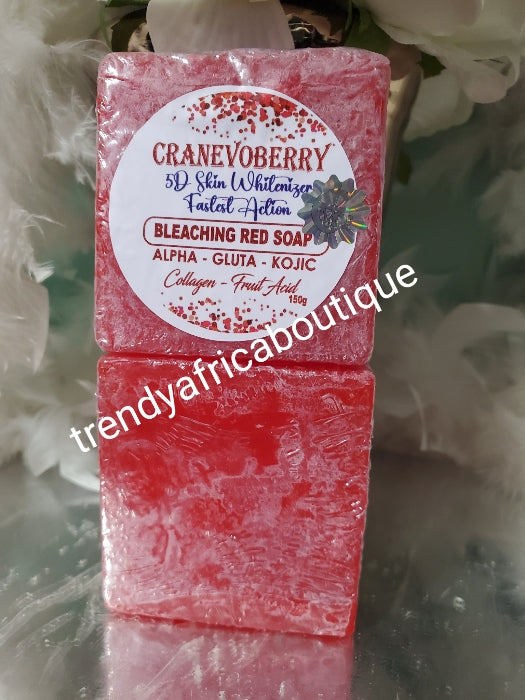 CRANEVOBERRY
5D Skin Whitenizer
Fastest Action
BLEACHING RED SOAP
ALPHA - GLUTA - KOJIC
Collagen - Fruit Acid
150g
trendyafricaboutique